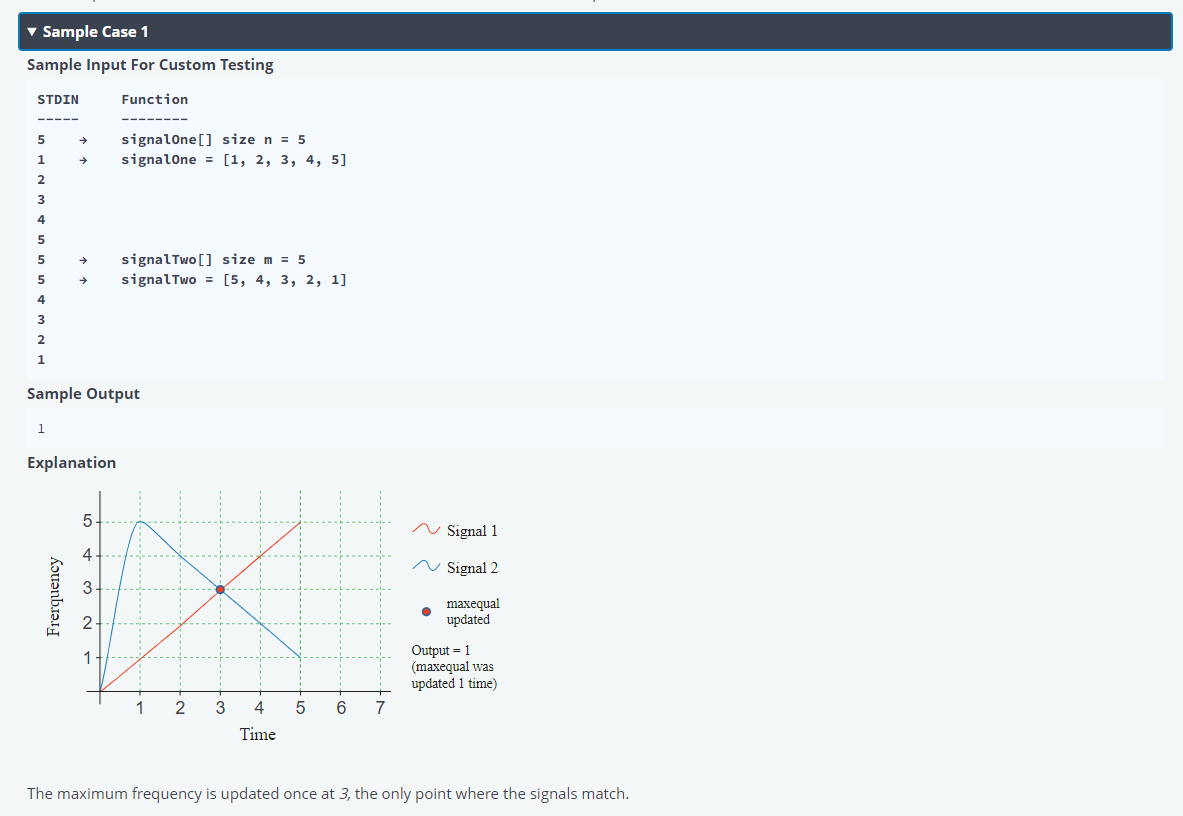 ▼ Sample Case 1
Sample Input For Custom Testing
STDIN Function
----- --------
5 → signalOne[] size n = 5
1 → signalOne = [1, 2, 3, 4, 5]
2
3
4
5
5 → signalTwo[] size m = 5
5 → signalTwo = [5, 4, 3, 2, 1]
4
3
2
1
Sample Output
1
Explanation
5
4
3
2
1
Frerquency
1 2 3 4 5 6 7
Time
Signal 1
Signal 2
maxequal
updated
Output = 1
(maxequal was
updated 1 time)
The maximum frequency is updated once at 3, the only point where the signals match.